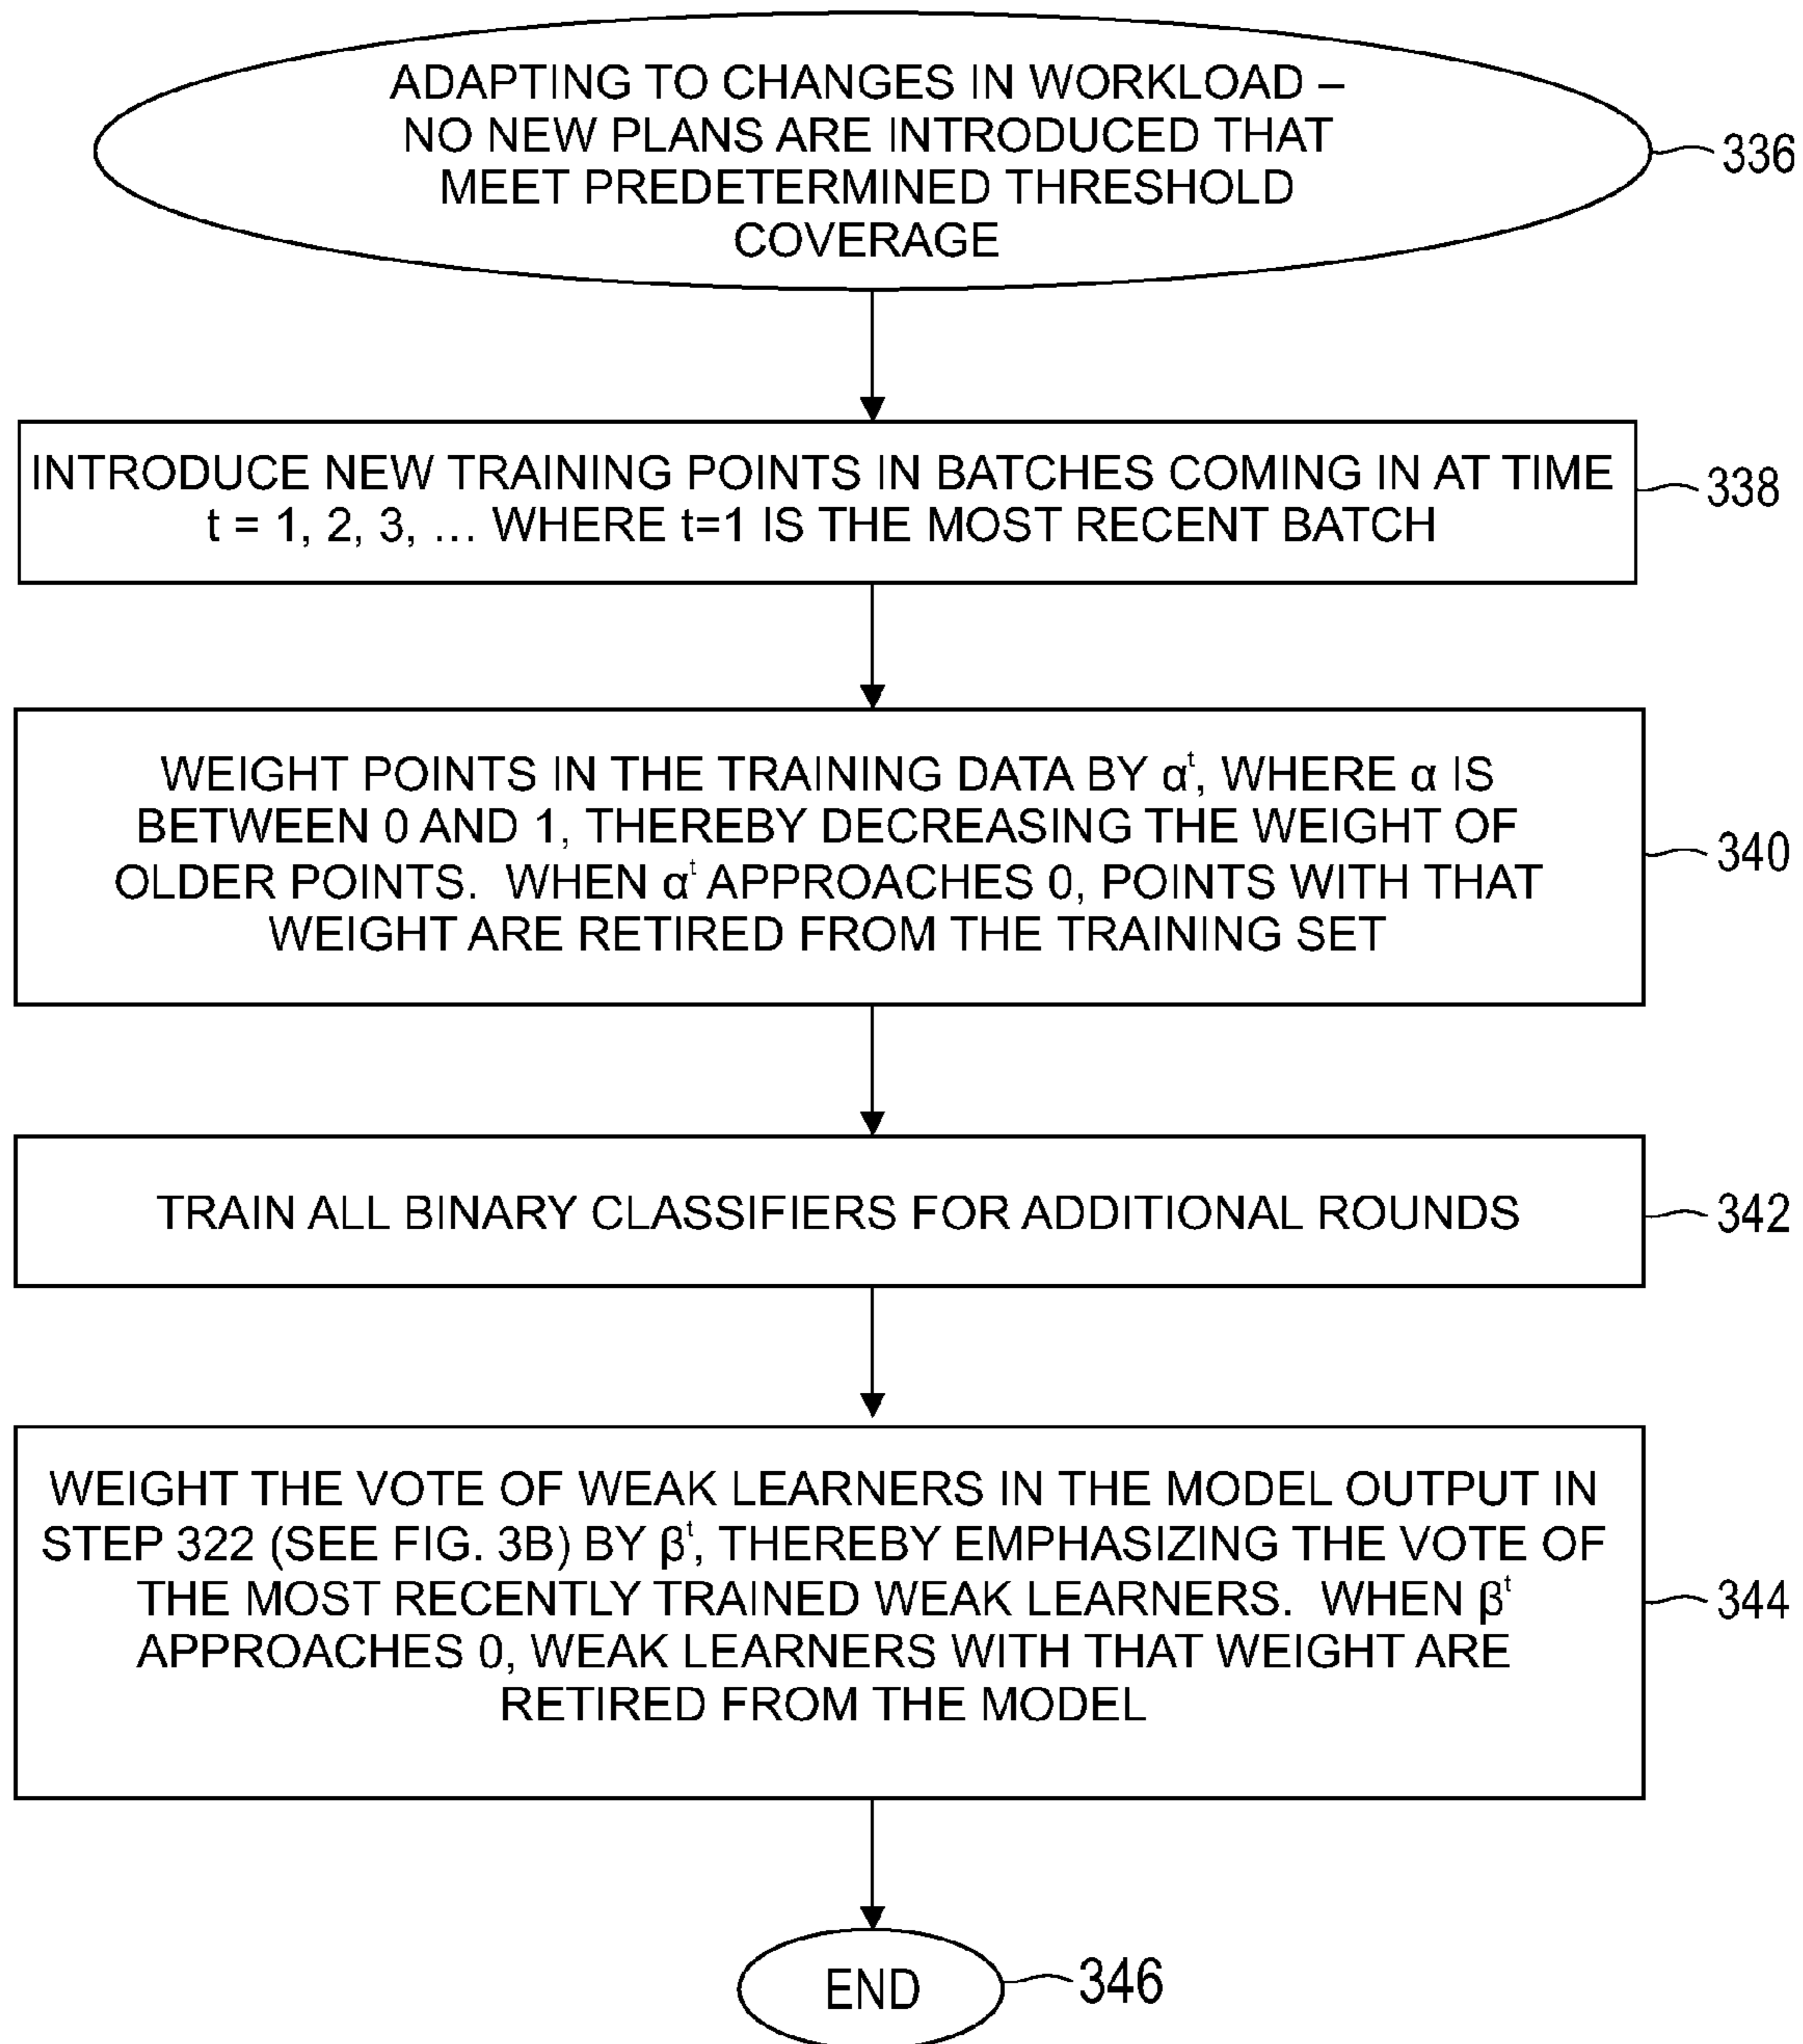 ADAPTING TO CHANGES IN WORKLOAD –
NO NEW PLANS ARE INTRODUCED THAT
MEET PREDETERMINED THRESHOLD
COVERAGE
336
INTRODUCE NEW TRAINING POINTS IN BATCHES COMING IN AT TIME
t = 1, 2, 3, … WHERE t=1 IS THE MOST RECENT BATCH
338
WEIGHT POINTS IN THE TRAINING DATA BY αᵗ, WHERE α IS
BETWEEN 0 AND 1, THEREBY DECREASING THE WEIGHT OF
OLDER POINTS. WHEN αᵗ APPROACHES 0, POINTS WITH THAT
WEIGHT ARE RETIRED FROM THE TRAINING SET
340
TRAIN ALL BINARY CLASSIFIERS FOR ADDITIONAL ROUNDS
342
WEIGHT THE VOTE OF WEAK LEARNERS IN THE MODEL OUTPUT IN
STEP 322 (SEE FIG. 3B) BY βᵗ, THEREBY EMPHASIZING THE VOTE OF
THE MOST RECENTLY TRAINED WEAK LEARNERS. WHEN βᵗ
APPROACHES 0, WEAK LEARNERS WITH THAT WEIGHT ARE
RETIRED FROM THE MODEL
344
END
346